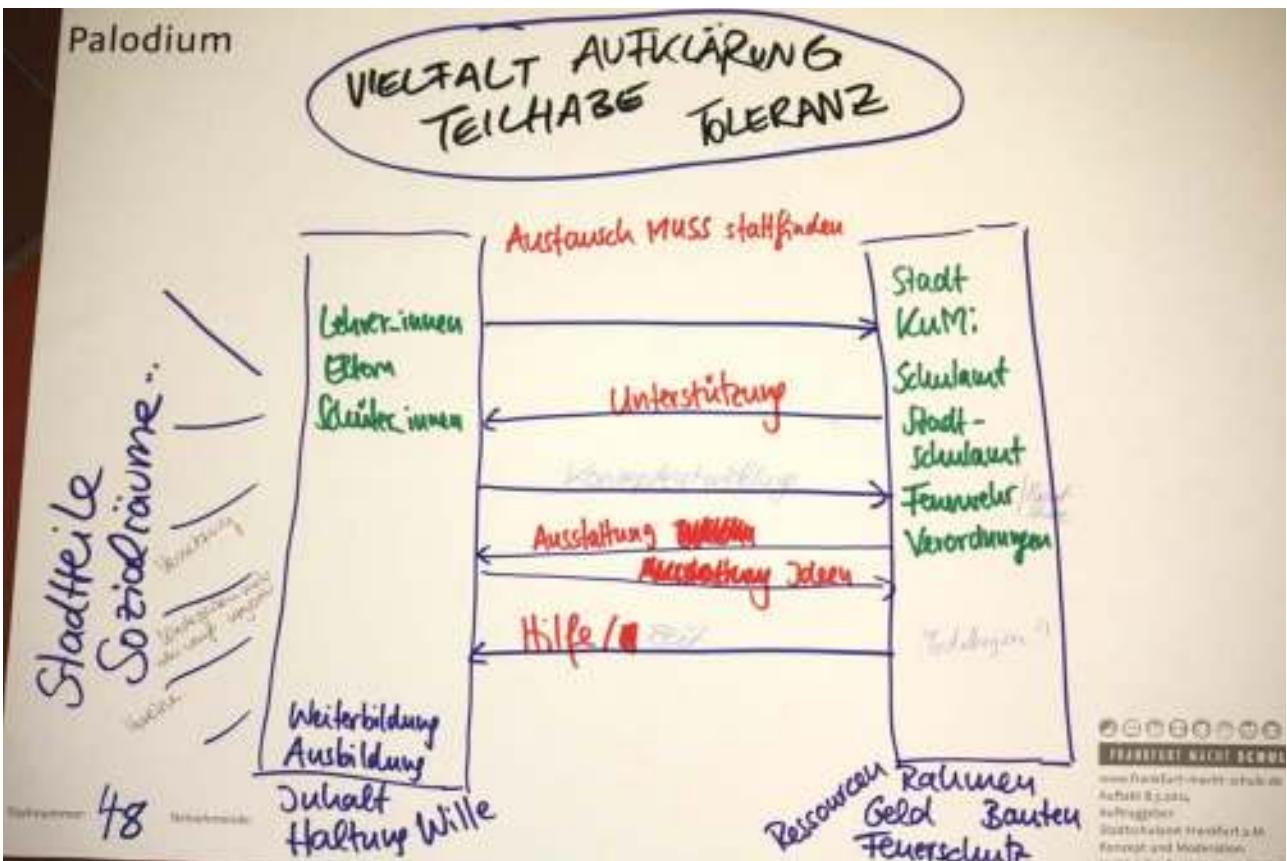 Palodium
VIELFALT AUFKLÄRUNG
TEILHABE TOLERANZ
Austausch MUSS stattfinden
Lehrer_innen
Eltern
Schüler_innen
Unterstützung
Ausstattung
Ideen
Hilfe/
Stadt
KuMi
Schulamt
Stadt-
schulamt
Feuerwehr
Verordnungen
Stadtteile
Sozialräume...
Weiterbildung
Ausbildung
Inhalt
Haltung Wille
Ressourcen Rahmen
Geld Bauten
Feuerschutz
48
FRANKFURT MACHT SCHULE
www.frankfurt-macht-schule.de
Auftraggeber
Stadtschulamt Frankfurt a.M.
Konzept und Moderation